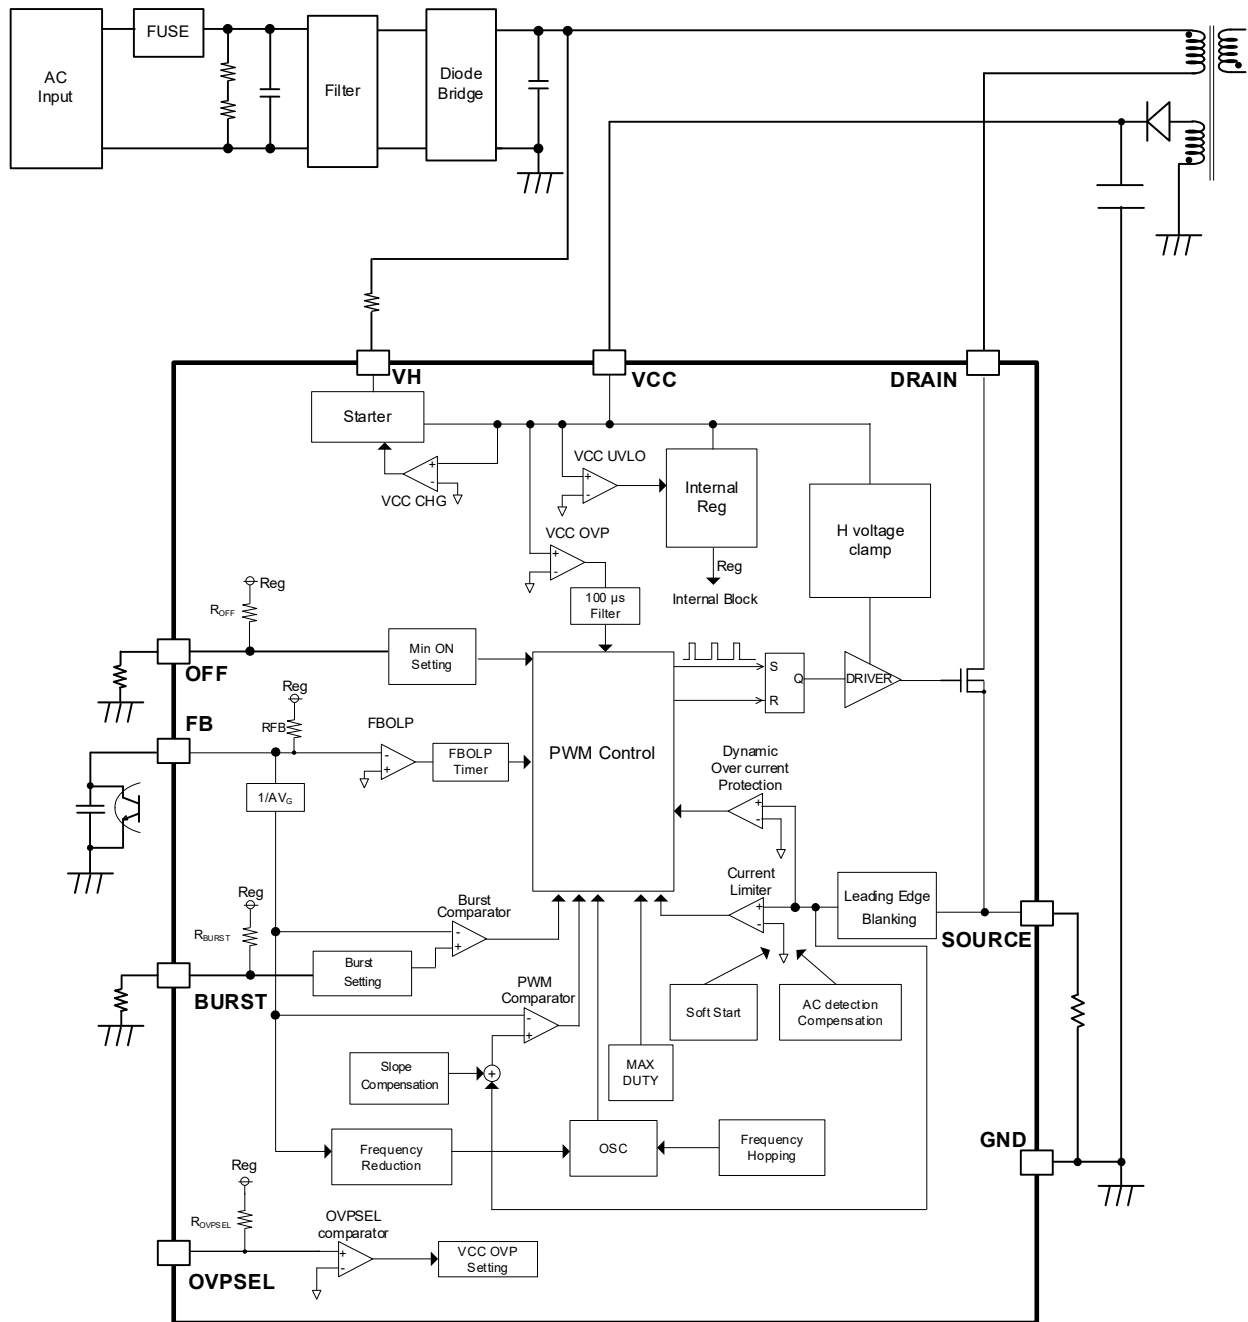 FUSE
AC
Input
Filter
Diode
Bridge
VH
VCC
DRAIN
Starter
+
-
VCC CHG
VCC UVLO
+
-
Internal
Reg
H voltage
clamp
VCC OVP
+
-
Reg
Internal Block
100 µs
Filter
Reg
ROFF
OFF
Min ON
Setting
S
R
Q
DRIVER
Reg
RFB
FB
FBOLP
-
+
FBOLP
Timer
PWM Control
Dynamic
Over current
Protection
+
-
1/AVG
Current
Limiter
+
-
Leading Edge
Blanking
SOURCE
Reg
RBURST
BURST
Burst
Comparator
-
+
Burst
Setting
PWM
Comparator
-
+
Soft Start
AC detection
Compensation
Slope
Compensation
+
MAX
DUTY
Frequency
Reduction
OSC
Frequency
Hopping
GND
Reg
ROVPSEL
OVPSEL
OVPSEL
comparator
+
-
VCC OVP
Setting